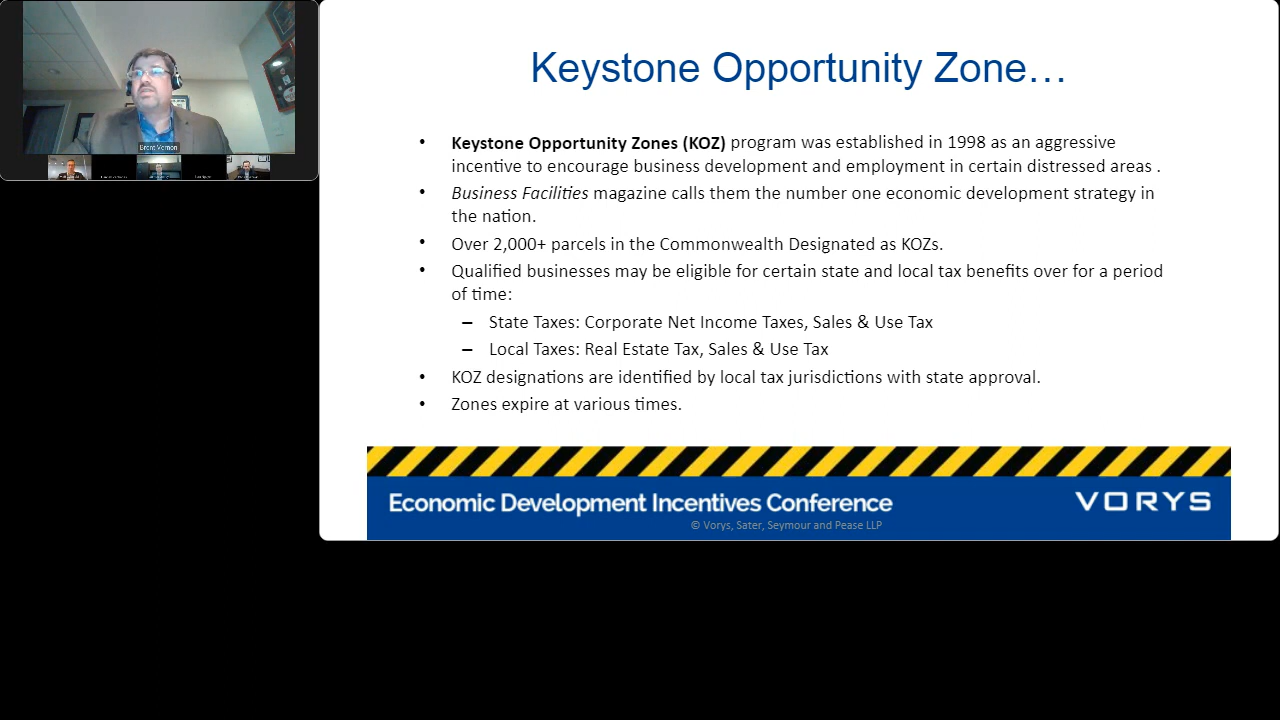 Keystone Opportunity Zone…
• Keystone Opportunity Zones (KOZ) program was established in 1998 as an aggressive
incentive to encourage business development and employment in certain distressed areas .
• Business Facilities magazine calls them the number one economic development strategy in
the nation.
• Over 2,000+ parcels in the Commonwealth Designated as KOZs.
• Qualified businesses may be eligible for certain state and local tax benefits over for a period
of time:
– State Taxes: Corporate Net Income Taxes, Sales & Use Tax
– Local Taxes: Real Estate Tax, Sales & Use Tax
• KOZ designations are identified by local tax jurisdictions with state approval.
• Zones expire at various times.
Economic Development Incentives Conference
VORYS
© Vorys, Sater, Seymour and Pease LLP
Brent Vernon